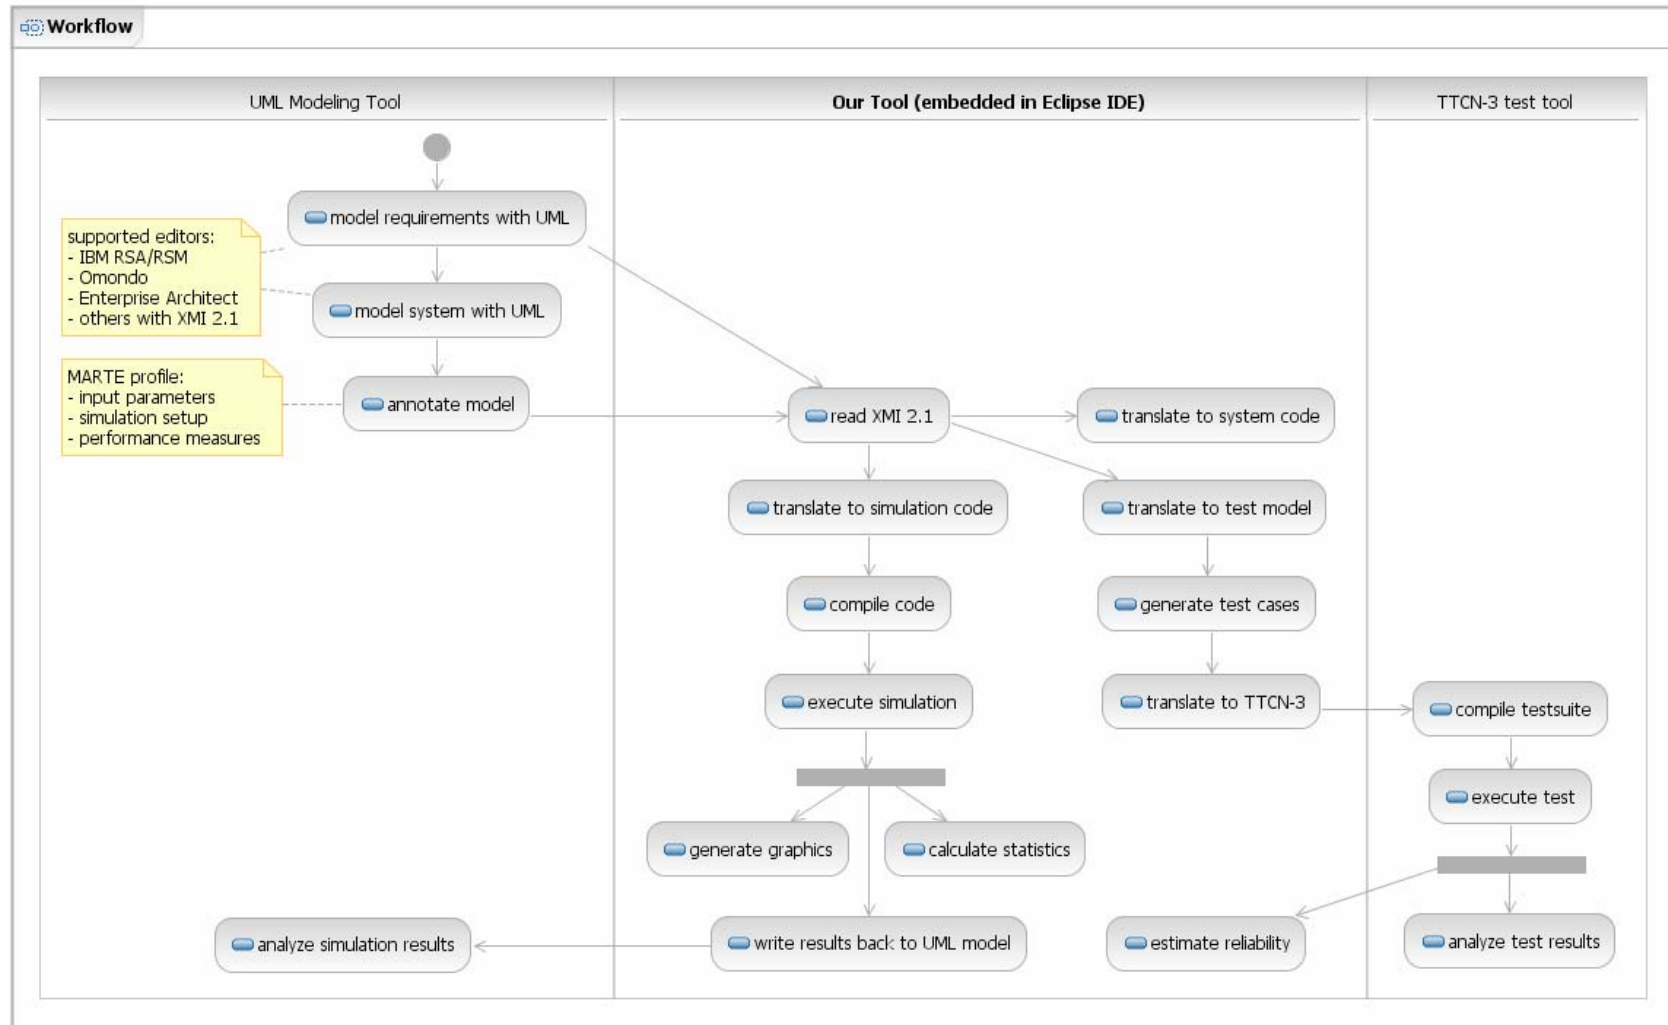 Workflow
UML Modeling Tool
Our Tool (embedded in Eclipse IDE)
TTCN-3 test tool
model requirements with UML
supported editors:
- IBM RSA/RSM
- Omondo
- Enterprise Architect
- others with XMI 2.1
model system with UML
MARTE profile:
- input parameters
- simulation setup
- performance measures
annotate model
read XMI 2.1
translate to system code
translate to simulation code
translate to test model
compile code
generate test cases
execute simulation
translate to TTCN-3
compile testsuite
execute test
generate graphics
calculate statistics
analyze simulation results
write results back to UML model
estimate reliability
analyze test results